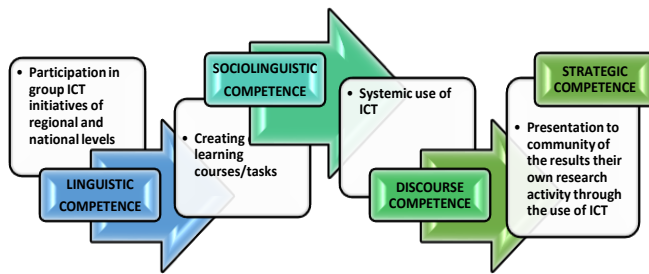 • Participation in
group ICT
initiatives of
regional and
national levels
LINGUISTIC
COMPETENCE
SOCIOLINGUISTIC
COMPETENCE
• Creating
learning
courses/tasks
• Systemic use of
ICT
DISCOURSE
COMPETENCE
STRATEGIC
COMPETENCE
• Presentation to
community of
the results their
own research
activity through
the use of ICT